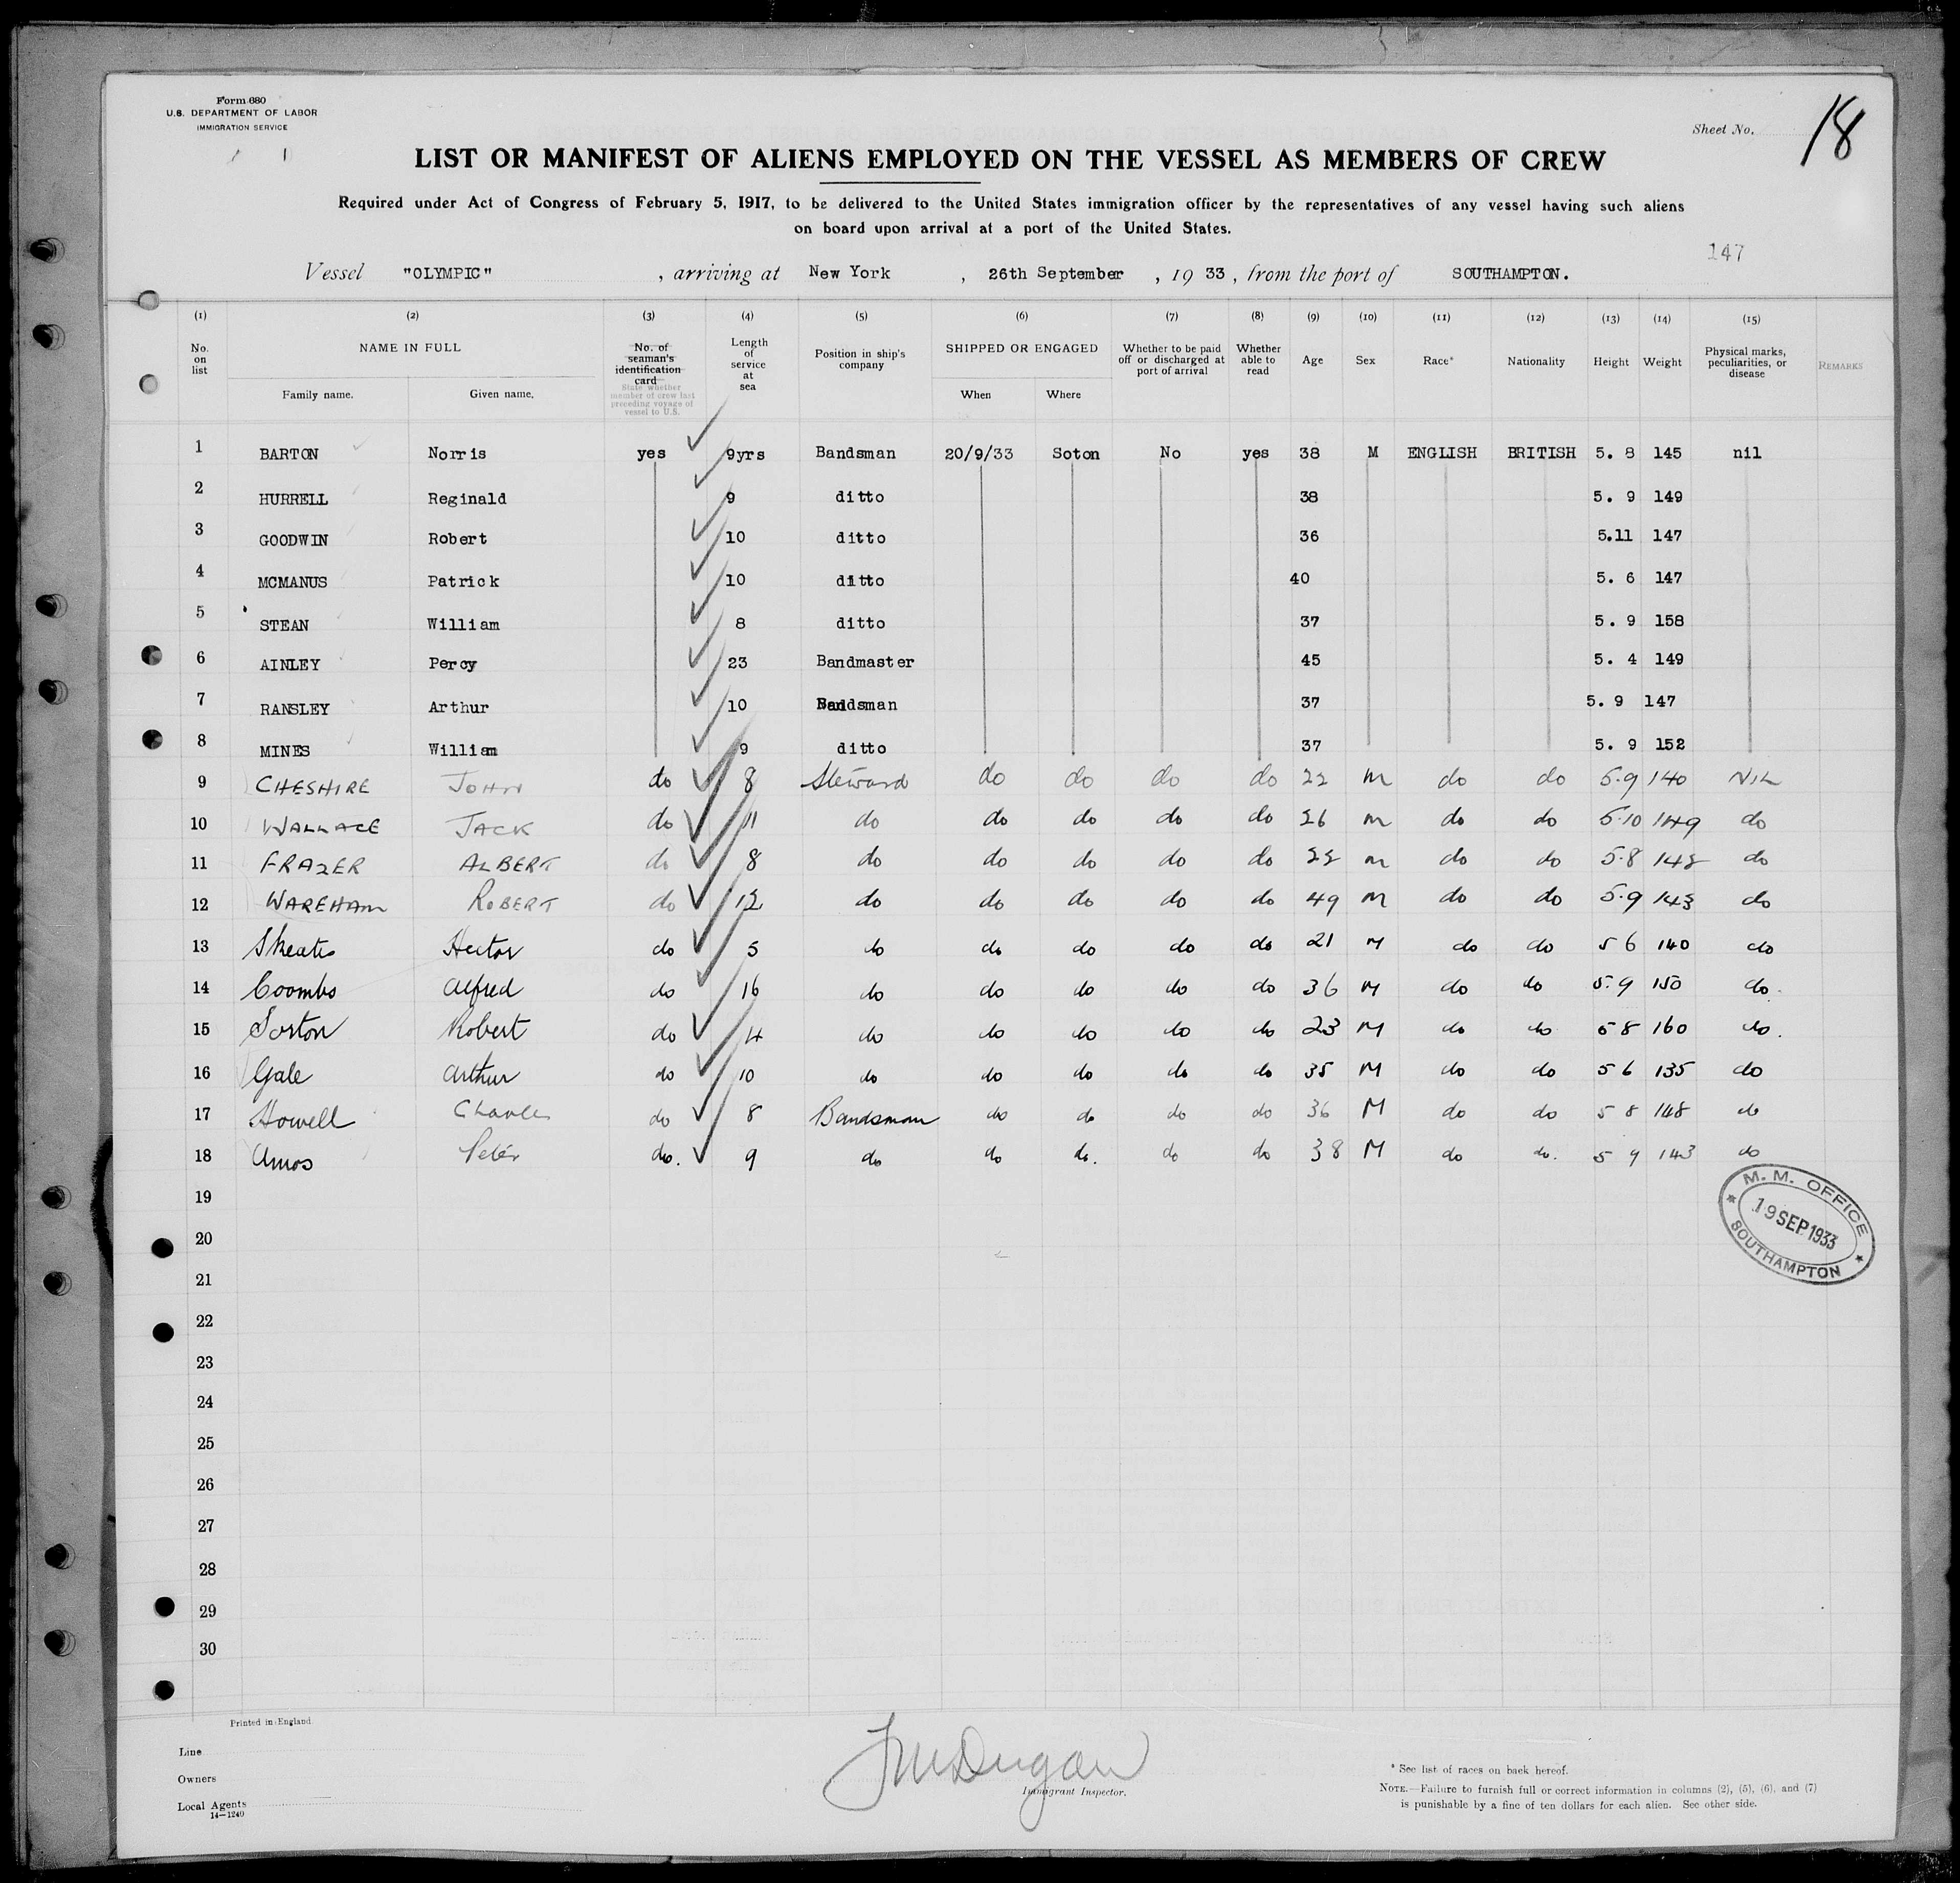 Form 680
U.S. DEPARTMENT OF LABOR
IMMIGRATION SERVICE
Sheet No. 18
LIST OR MANIFEST OF ALIENS EMPLOYED ON THE VESSEL AS MEMBERS OF CREW
Required under Act of Congress of February 5, 1917, to be delivered to the United States immigration officer by the representatives of any vessel having such aliens
on board upon arrival at a port of the United States.
147
Vessel "OLYMPIC" , arriving at New York , 26th September , 19 33 , from the port of SOUTHAMPTON.
(1) (2) (3) (4) (5) (6) (7) (8) (9) (10) (11) (12) (13) (14) (15)
No. on list NAME IN FULL Family name. Given name. No. of seaman's identification card State whether member of crew last preceding voyage of vessel to U.S. Length of service at sea Position in ship's company SHIPPED OR ENGAGED When Where Whether to be paid off or discharged at port of arrival Whether able to read Age Sex Race* Nationality Height Weight Physical marks, peculiarities, or disease REMARKS
1 BARTON Norris yes 9yrs Bandsman 20/9/33 Soton No yes 38 M ENGLISH BRITISH 5. 8 145 nil
2 HURRELL Reginald 9 ditto 38 5. 9 149
3 GOODWIN Robert 10 ditto 36 5.11 147
4 MCMANUS Patrick 10 ditto 40 5. 6 147
5 STEAN William 8 ditto 37 5. 9 158
6 AINLEY Percy 23 Bandmaster 45 5. 4 149
7 RANSLEY Arthur 10 Bandsman 37 5. 9 147
8 MINES William 9 ditto 37 5. 9 152
9 CHESHIRE JOHN do 8 Steward do do do do 22 M do do 5.9 140 NIL
10 WALLACE JACK do 11 do do do do do 26 M do do 5.10 149 do
11 FRAZER ALBERT do 8 do do do do do 22 M do do 5.8 142 do
12 WAREHAM ROBERT do 12 do do do do do 49 M do do 5.9 143 do
13 Skeats Hector do 5 do do do do do 21 M do do 5 6 140 do
14 Coombs Alfred do 16 do do do do do 36 M do do 5.9 150 do.
15 Robert do 4 do do do do do 23 M do do 5 8 160 do.
16 Gale Arthur do 10 do do do do do 35 M do do 5 6 135 do
17 Howell Charles do 8 Bandsman do do do do 36 M do do 5 8 148 do
18 Amos Peter do. 9 do do do. do do 38 M do do. 5 9 143 do
19
M. M. OFFICE
19 SEP 1933
SOUTHAMPTON
20
21
22
23
24
25
26
27
28
29
30
Printed in England
Line
Owners
Local Agents
14—1240
Immigrant Inspector.
* See list of races on back hereof.
NOTE.—Failure to furnish full or correct information in columns (2), (5), (6), and (7)
is punishable by a fine of ten dollars for each alien. See other side.